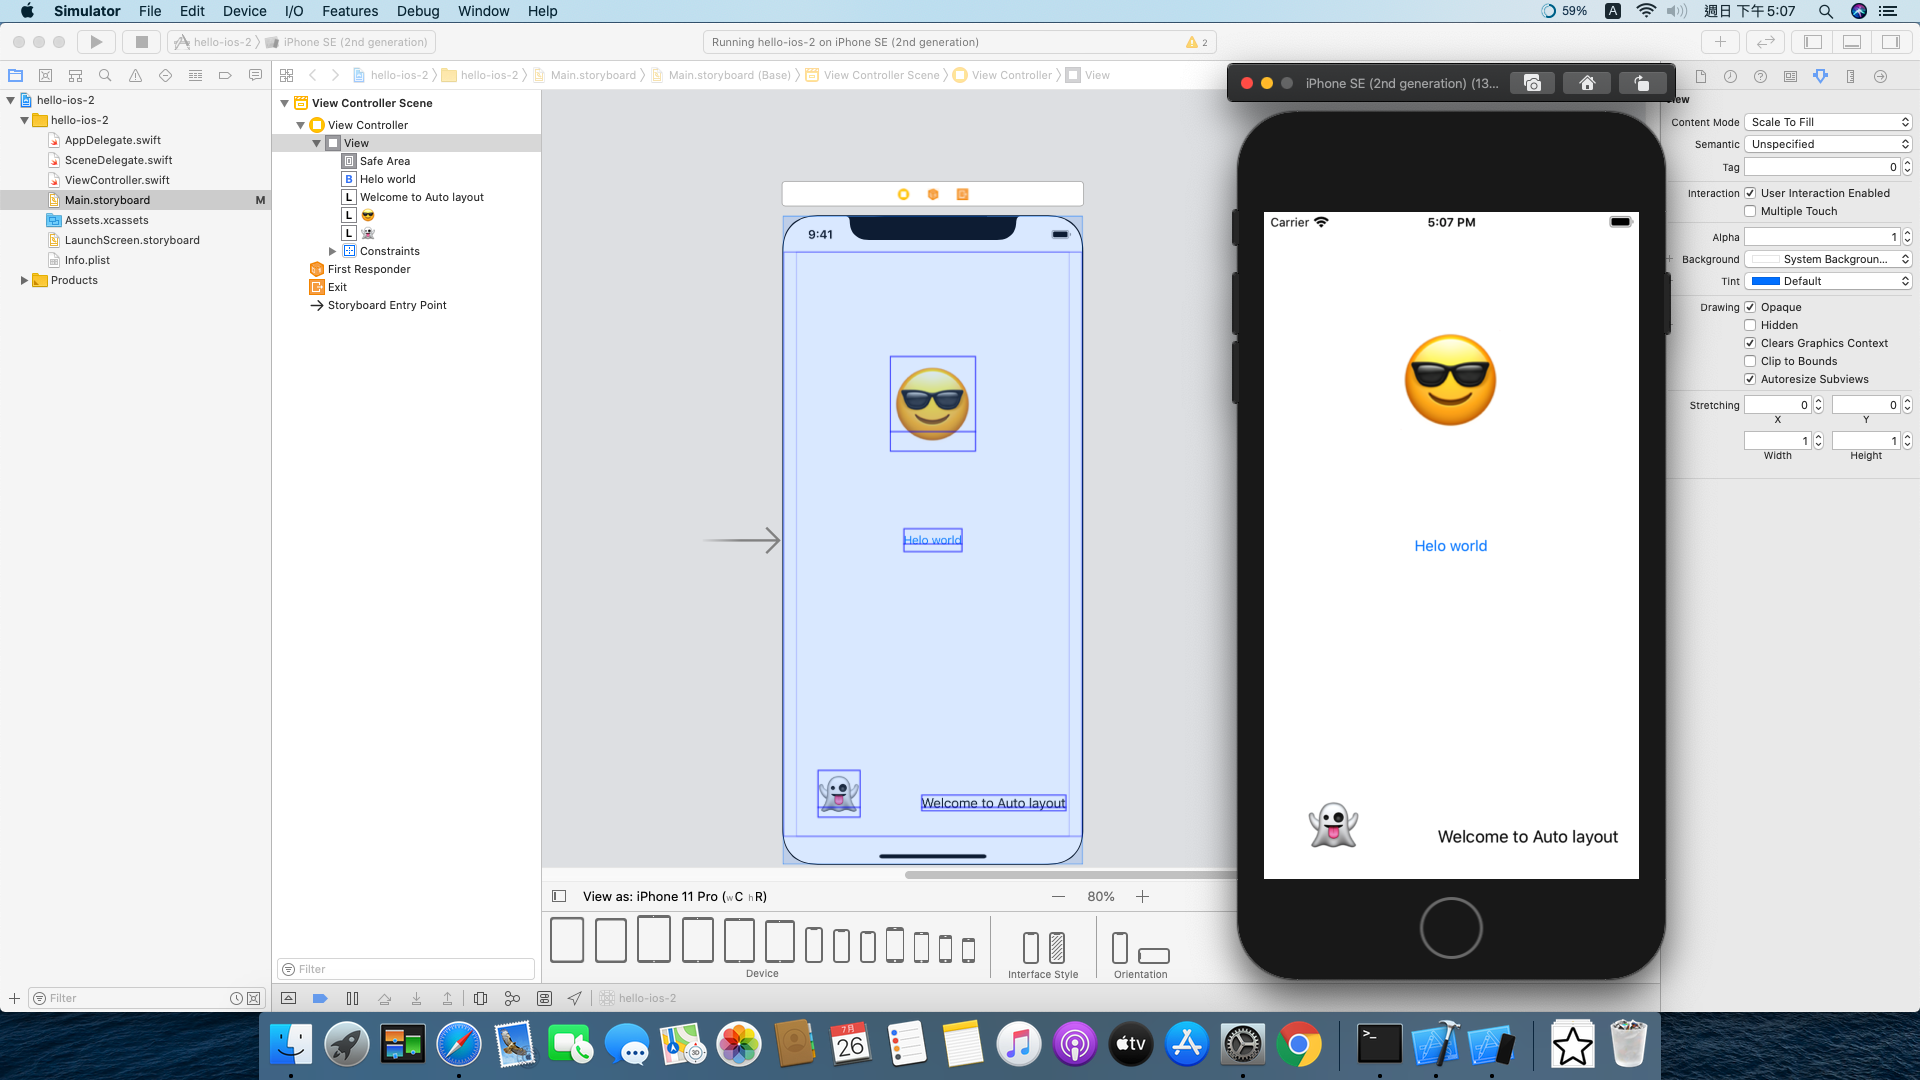 Simulator File Edit Device I/O Features Debug Window Help
59% A 週日 下午5:07
hello-ios-2 iPhone SE (2nd generation)
Running hello-ios-2 on iPhone SE (2nd generation) 2
hello-ios-2 hello-ios-2 Main.storyboard Main.storyboard (Base) View Controller Scene View Controller View
hello-ios-2
hello-ios-2
AppDelegate.swift
SceneDelegate.swift
ViewController.swift
Main.storyboard M
Assets.xcassets
LaunchScreen.storyboard
Info.plist
Products
Filter
View Controller Scene
View Controller
View
Safe Area
B Helo world
L Welcome to Auto layout
L 😎
L 👻
Constraints
First Responder
Exit
Storyboard Entry Point
Filter
9:41
Helo world
Welcome to Auto layout
View as: iPhone 11 Pro (wC hR)
80%
Device
Interface Style
Orientation
hello-ios-2
iPhone SE (2nd generation) (13...
Carrier 5:07 PM
Helo world
Welcome to Auto layout
View
Content Mode Scale To Fill
Semantic Unspecified
Tag 0
Interaction User Interaction Enabled
Multiple Touch
Alpha 1
Background System Backgroun...
Tint Default
Drawing Opaque
Hidden
Clears Graphics Context
Clip to Bounds
Autoresize Subviews
Stretching 0 0
X Y
1 1
Width Height
7月
26
3D
tv
>_